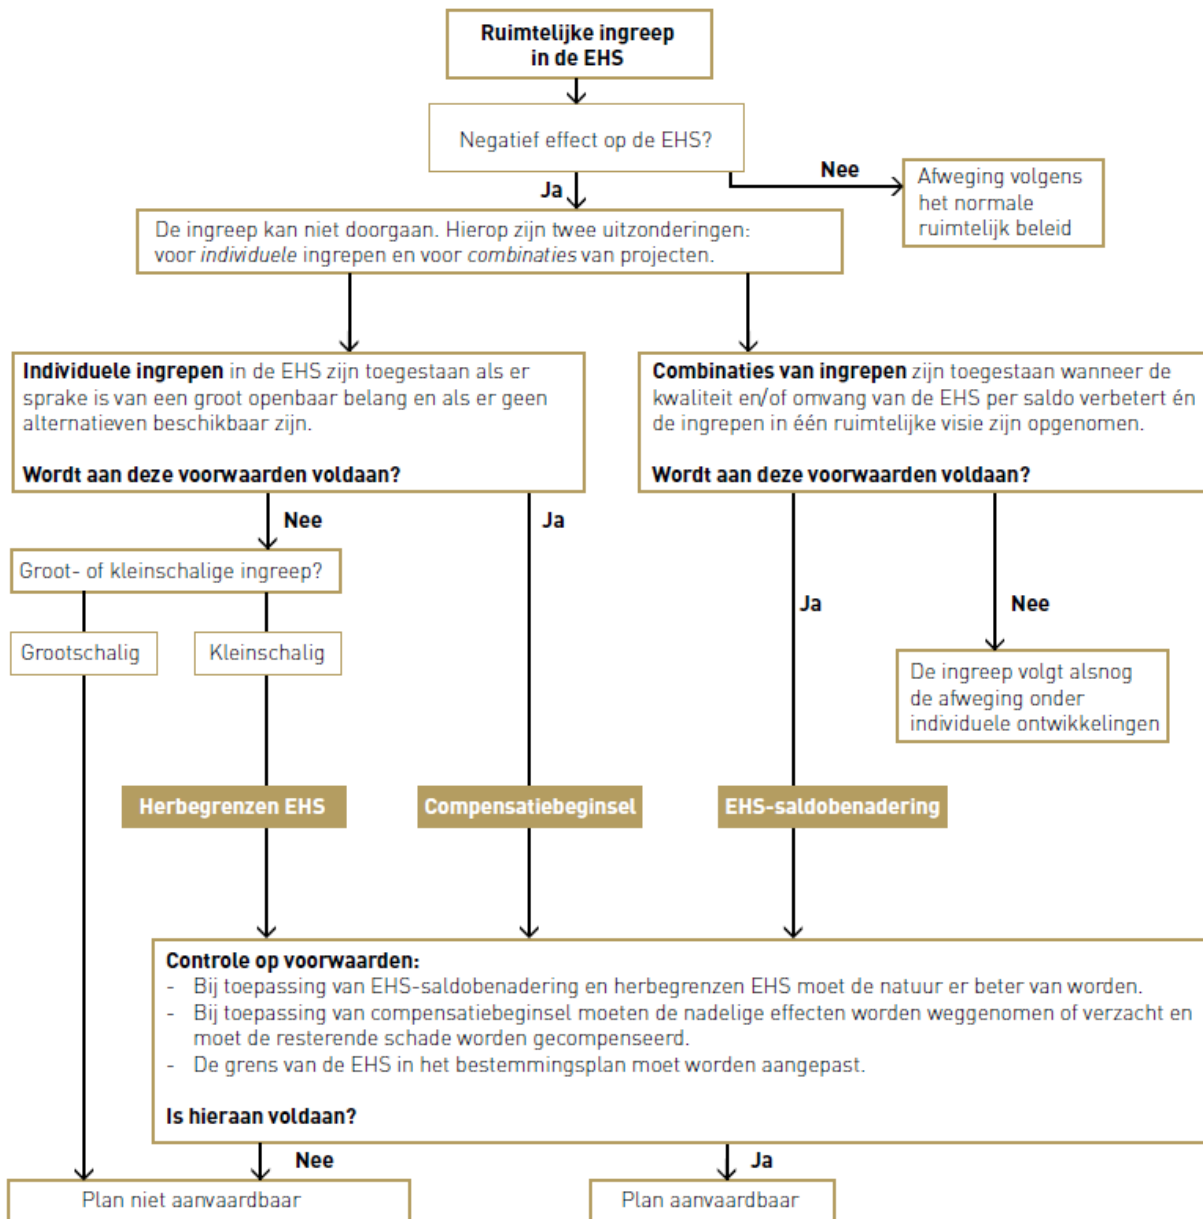 Ruimtelijke ingreep
in de EHS
Negatief effect op de EHS?
Nee
Ja
Afweging volgens
het normale
ruimtelijk beleid
De ingreep kan niet doorgaan. Hierop zijn twee uitzonderingen:
voor individuele ingrepen en voor combinaties van projecten.
Individuele ingrepen in de EHS zijn toegestaan als er
sprake is van een groot openbaar belang en als er geen
alternatieven beschikbaar zijn.
Wordt aan deze voorwaarden voldaan?
Combinaties van ingrepen zijn toegestaan wanneer de
kwaliteit en/of omvang van de EHS per saldo verbetert én
de ingrepen in één ruimtelijke visie zijn opgenomen.
Wordt aan deze voorwaarden voldaan?
Nee
Ja
Groot- of kleinschalige ingreep?
Ja
Nee
Grootschalig
Kleinschalig
De ingreep volgt alsnog
de afweging onder
individuele ontwikkelingen
Herbegrenzen EHS
Compensatiebeginsel
EHS-saldobenadering
Controle op voorwaarden:
- Bij toepassing van EHS-saldobenadering en herbegrenzen EHS moet de natuur er beter van worden.
- Bij toepassing van compensatiebeginsel moeten de nadelige effecten worden weggenomen of verzacht en
moet de resterende schade worden gecompenseerd.
- De grens van de EHS in het bestemmingsplan moet worden aangepast.
Is hieraan voldaan?
Nee
Ja
Plan niet aanvaardbaar
Plan aanvaardbaar